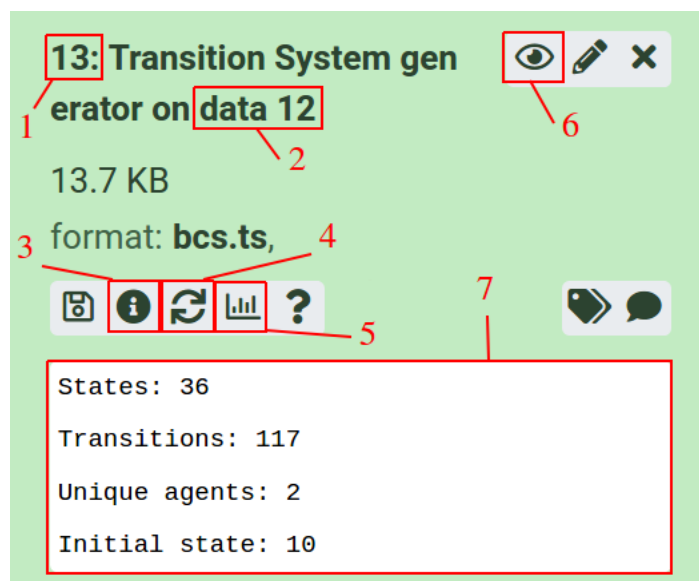 13: Transition System gen
erator on data 12
1
2
6
13.7 KB
format: bcs.ts,
3
4
?
5
7
States: 36
Transitions: 117
Unique agents: 2
Initial state: 10